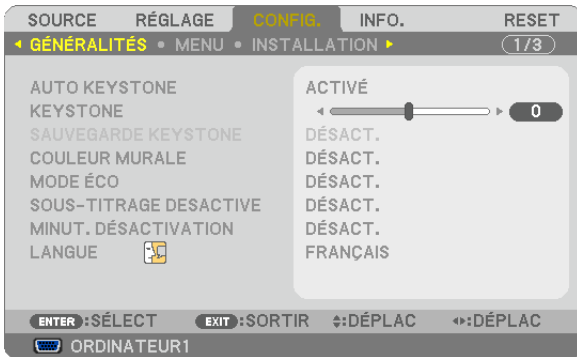 SOURCE RÉGLAGE CONFIG. INFO. RESET
GÉNÉRALITÉS • MENU • INSTALLATION 1/3
AUTO KEYSTONE ACTIVÉ
KEYSTONE 0
SAUVEGARDE KEYSTONE DÉSACT.
COULEUR MURALE DÉSACT.
MODE ÉCO DÉSACT.
SOUS-TITRAGE DESACTIVE DÉSACT.
MINUT. DÉSACTIVATION DÉSACT.
LANGUE FRANÇAIS
ENTER :SÉLECT EXIT :SORTIR :DÉPLAC :DÉPLAC
ORDINATEUR1